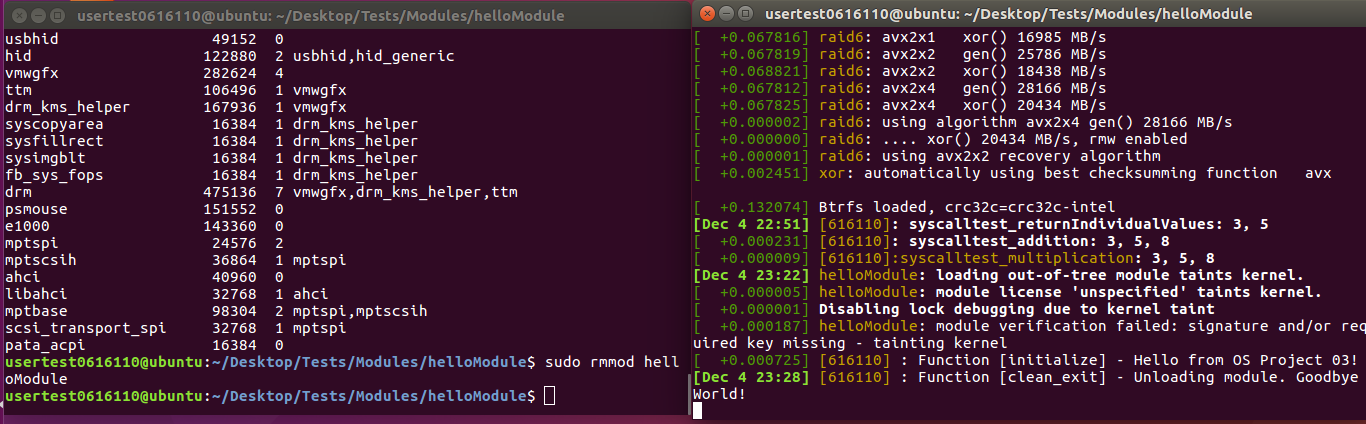 usertest0616110@ubuntu: ~/Desktop/Tests/Modules/helloModule
usbhid                 49152  0
hid                   122880  2 usbhid,hid_generic
vmwgfx                282624  4
ttm                   106496  1 vmwgfx
drm_kms_helper        167936  1 vmwgfx
syscopyarea            16384  1 drm_kms_helper
sysfillrect            16384  1 drm_kms_helper
sysimgblt              16384  1 drm_kms_helper
fb_sys_fops            16384  1 drm_kms_helper
drm                   475136  7 vmwgfx,drm_kms_helper,ttm
psmouse               151552  0
e1000                 143360  0
mptspi                 24576  2
mptscsih               36864  1 mptspi
ahci                   40960  0
libahci                32768  1 ahci
mptbase                98304  2 mptspi,mptscsih
scsi_transport_spi     32768  1 mptspi
pata_acpi              16384  0
usertest0616110@ubuntu:~/Desktop/Tests/Modules/helloModule$ sudo rmmod hell
oModule
usertest0616110@ubuntu:~/Desktop/Tests/Modules/helloModule$
usertest0616110@ubuntu: ~/Desktop/Tests/Modules/helloModule
[  +0.067816] raid6: avx2x1   xor() 16985 MB/s
[  +0.067819] raid6: avx2x2   gen() 25786 MB/s
[  +0.068821] raid6: avx2x2   xor() 18438 MB/s
[  +0.067812] raid6: avx2x4   gen() 28166 MB/s
[  +0.067825] raid6: avx2x4   xor() 20434 MB/s
[  +0.000002] raid6: using algorithm avx2x4 gen() 28166 MB/s
[  +0.000000] raid6: .... xor() 20434 MB/s, rmw enabled
[  +0.000001] raid6: using avx2x2 recovery algorithm
[  +0.002451] xor: automatically using best checksumming function   avx
[  +0.132074] Btrfs loaded, crc32c=crc32c-intel
[Dec 4 22:51] [616110]: syscalltest_returnIndividualValues: 3, 5
[  +0.000231] [616110]: syscalltest_addition: 3, 5, 8
[  +0.000009] [616110]:syscalltest_multiplication: 3, 5, 8
[Dec 4 23:22] helloModule: loading out-of-tree module taints kernel.
[  +0.000005] helloModule: module license 'unspecified' taints kernel.
[  +0.000001] Disabling lock debugging due to kernel taint
[  +0.000187] helloModule: module verification failed: signature and/or req
uired key missing - tainting kernel
[  +0.000725] [616110] : Function [initialize] - Hello from OS Project 03!
[Dec 4 23:28] [616110] : Function [clean_exit] - Unloading module. Goodbye
World!